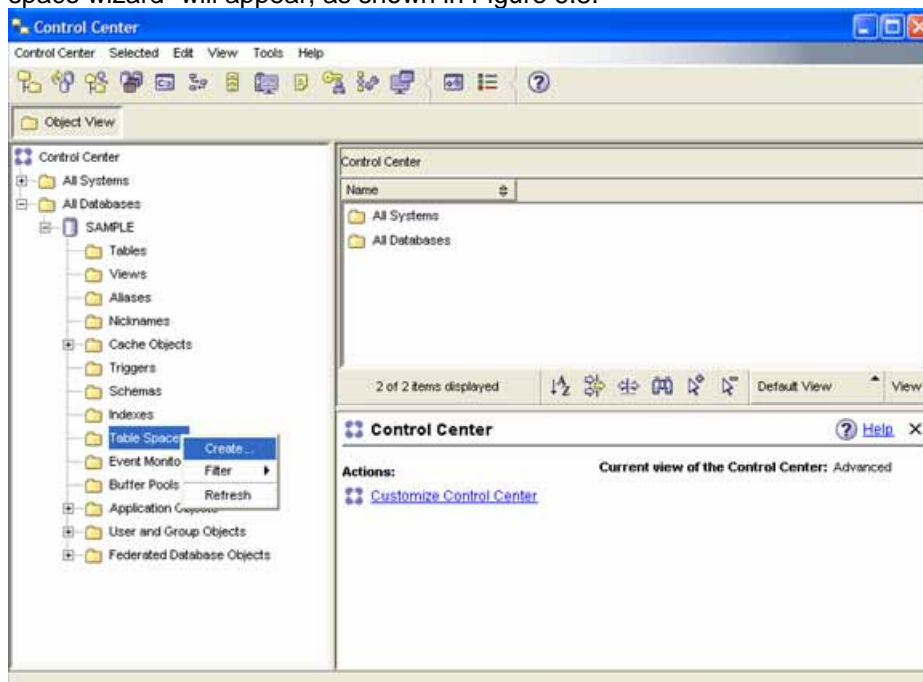 space wizard" will appear, as shown in Figure
Control Center
Control Center Selected Edit View Tools Help
Object View
Control Center
All Systems
All Databases
SAMPLE
Tables
Views
Aliases
Nicknames
Cache Objects
Triggers
Schemas
Indexes
Table Space
Event Monito
Buffer Pools
Application
User and Group Objects
Federated Database Objects
Create...
Filter
Refresh
Control Center
Name
All Systems
All Databases
2 of 2 items displayed
Default View
View
Control Center
Help
Actions:
Current view of the Control Center: Advanced
Customize Control Center